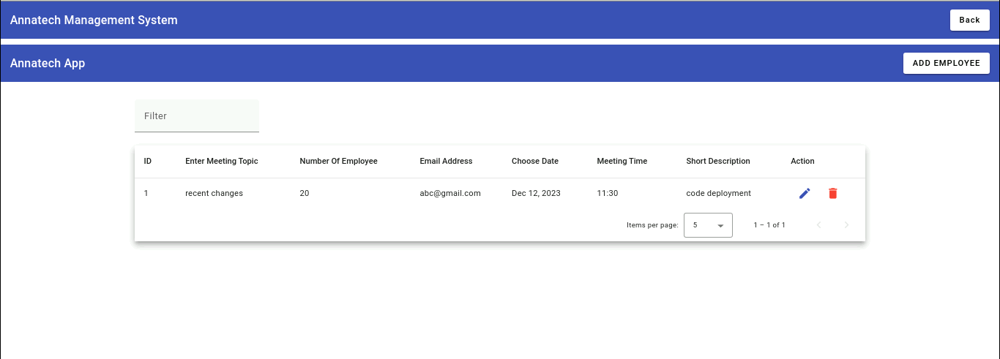 Annatech Management System Back
Annatech App ADD EMPLOYEE
Filter
ID Enter Meeting Topic Number Of Employee Email Address Choose Date Meeting Time Short Description Action
1 recent changes 20 abc@gmail.com Dec 12, 2023 11:30 code deployment
Items per page: 5 1 – 1 of 1